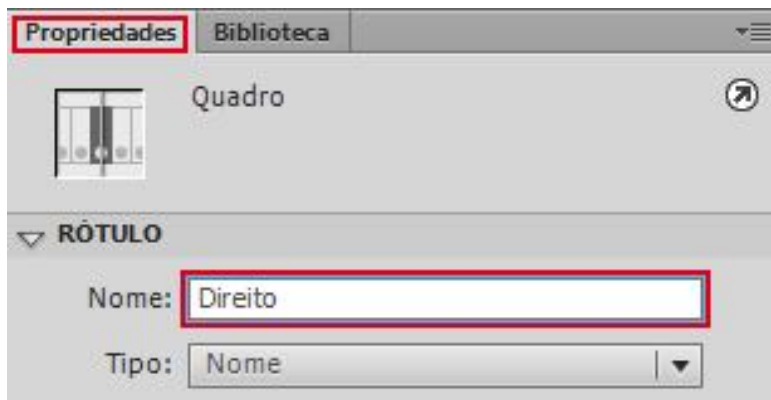 Propriedades Biblioteca
Quadro
RÓTULO
Nome: Direito
Tipo: Nome